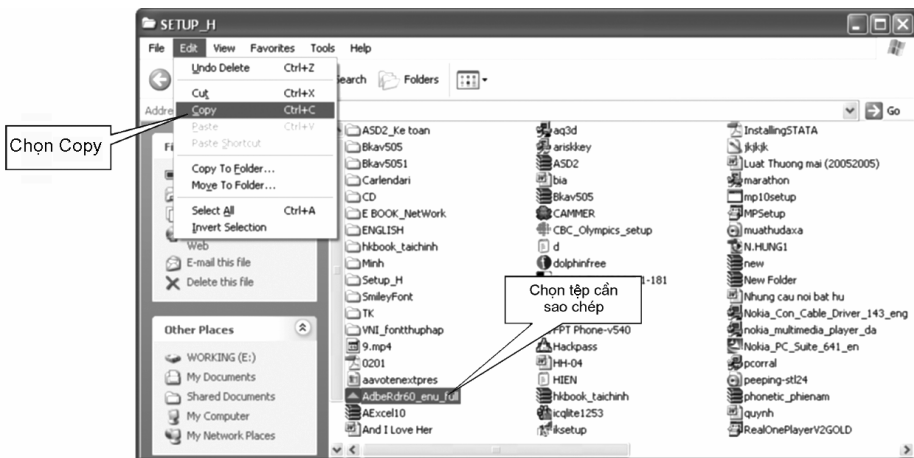 SETUP_H
File Edit View Favorites Tools Help
Undo Delete Ctrl+Z
Cut Ctrl+X
Copy Ctrl+C
Paste Ctrl+V
Paste Shortcut
Copy To Folder...
Move To Folder...
Select All Ctrl+A
Invert Selection
Search Folders
Go
Chọn Copy
Web
E-mail this file
Delete this file
Other Places
WORKING (E:)
My Documents
Shared Documents
My Computer
My Network Places
ASD2_Ke toan
Bkav505
Bkav5051
Carlendari
CD
E BOOK_NetWork
ENGLISH
hkbook_taichinh
Minh
Setup_H
SmileyFont
TK
VNI_fontthuphap
9.mp4
0201
aavotenextpres
AdbeRdr60_enu_full
AExcel10
And I Love Her
aq3d
ariskkey
ASD2
bia
Bkav505
CAMMER
CBC_Olympics_setup
d
dolphinfree
1-181
Chọn tệp cần
sao chép
FPT Phone-v540
Hackpass
HH-04
HIEN
hkbook_taichinh
icqlite1253
iksetup
InstallingSTATA
jkjkjk
Luat Thuong mai (20052005)
marathon
mp10setup
MPSetup
muathudaxa
N.HUNG1
new
New Folder
Nhung cau noi bat hu
Nokia_Con_Cable_Driver_143_eng
nokia_multimedia_player_da
Nokia_PC_Suite_641_en
pcorral
peeping-stl24
phonetic_phienam
quynh
RealOnePlayerV2GOLD